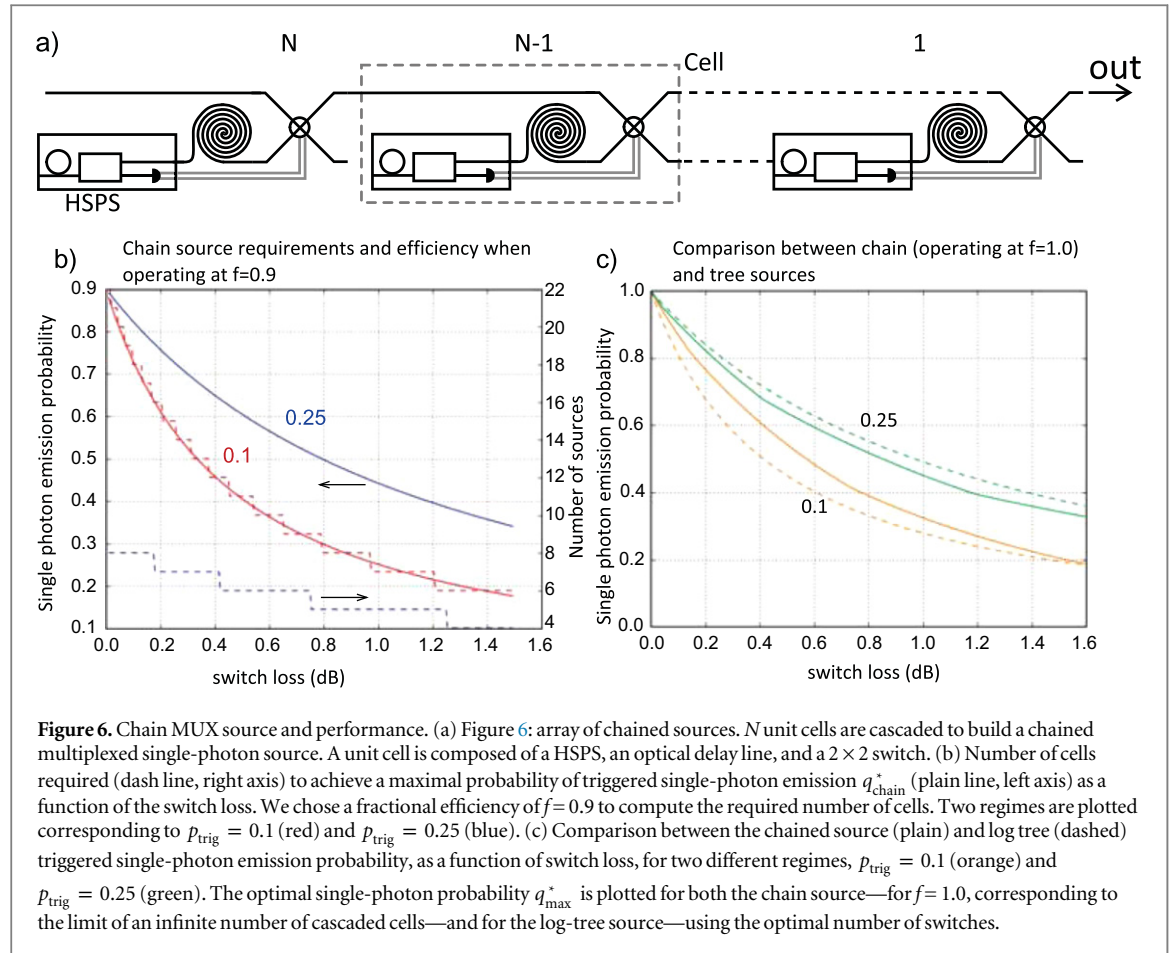 a)
N
N-1
1
Cell
out
HSPS
b)
Chain source requirements and efficiency when
operating at f=0.9
Single photon emission probability
0.9
0.8
0.7
0.6
0.5
0.4
0.3
0.2
0.1
0.25
0.1
22
20
18
16
14
12
10
8
6
4
Number of sources
0.0 0.2 0.4 0.6 0.8 1.0 1.2 1.4 1.6
switch loss (dB)
c)
Comparison between chain (operating at f=1.0)
and tree sources
Single photon emission probability
1.0
0.8
0.6
0.4
0.2
0.0
0.25
0.1
0.0 0.2 0.4 0.6 0.8 1.0 1.2 1.4 1.6
switch loss (dB)
Figure 6. Chain MUX source and performance. (a) Figure 6: array of chained sources. N unit cells are cascaded to build a chained
multiplexed single-photon source. A unit cell is composed of a HSPS, an optical delay line, and a 2 × 2 switch. (b) Number of cells
required (dash line, right axis) to achieve a maximal probability of triggered single-photon emission q*chain (plain line, left axis) as a
function of the switch loss. We chose a fractional efficiency of f = 0.9 to compute the required number of cells. Two regimes are plotted
corresponding to ptrig = 0.1 (red) and ptrig = 0.25 (blue). (c) Comparison between the chained source (plain) and log tree (dashed)
triggered single-photon emission probability, as a function of switch loss, for two different regimes, ptrig = 0.1 (orange) and
ptrig = 0.25 (green). The optimal single-photon probability q*max is plotted for both the chain source—for f = 1.0, corresponding to
the limit of an infinite number of cascaded cells—and for the log-tree source—using the optimal number of switches.